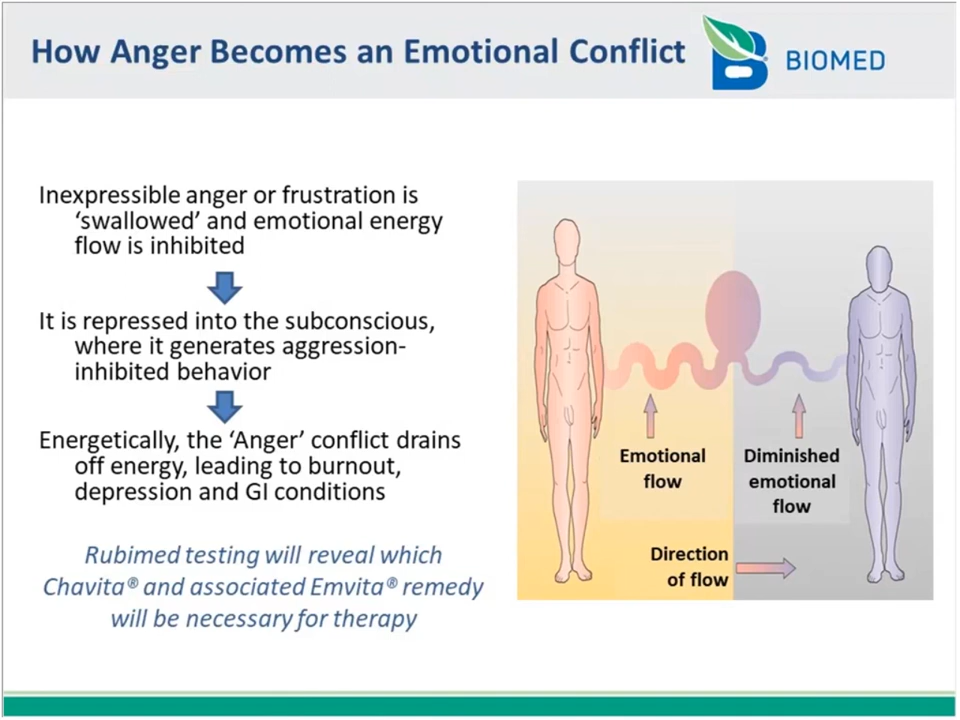 How Anger Becomes an Emotional Conflict
BIOMED
Inexpressible anger or frustration is
‘swallowed’ and emotional energy
flow is inhibited
It is repressed into the subconscious,
where it generates aggression-
inhibited behavior
Energetically, the ‘Anger’ conflict drains
off energy, leading to burnout,
depression and GI conditions
Rubimed testing will reveal which
Chavita® and associated Emvita® remedy
will be necessary for therapy
Emotional
flow
Diminished
emotional
flow
Direction
of flow